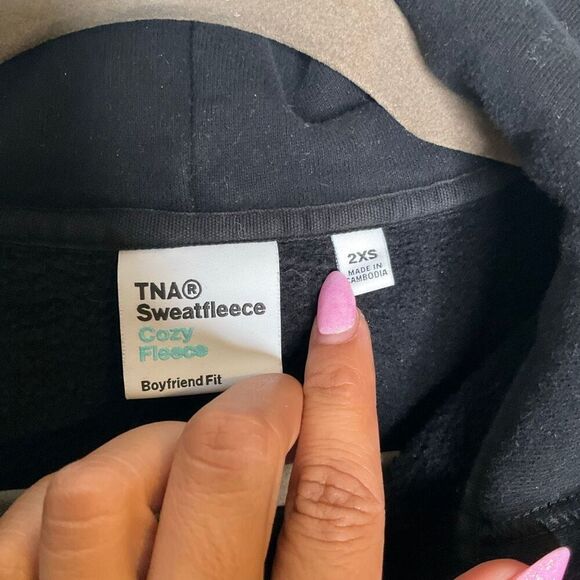 TNA®
Sweatfleece
Cozy
Fleece
Boyfriend Fit
2XS
MADE IN
CAMBODIA